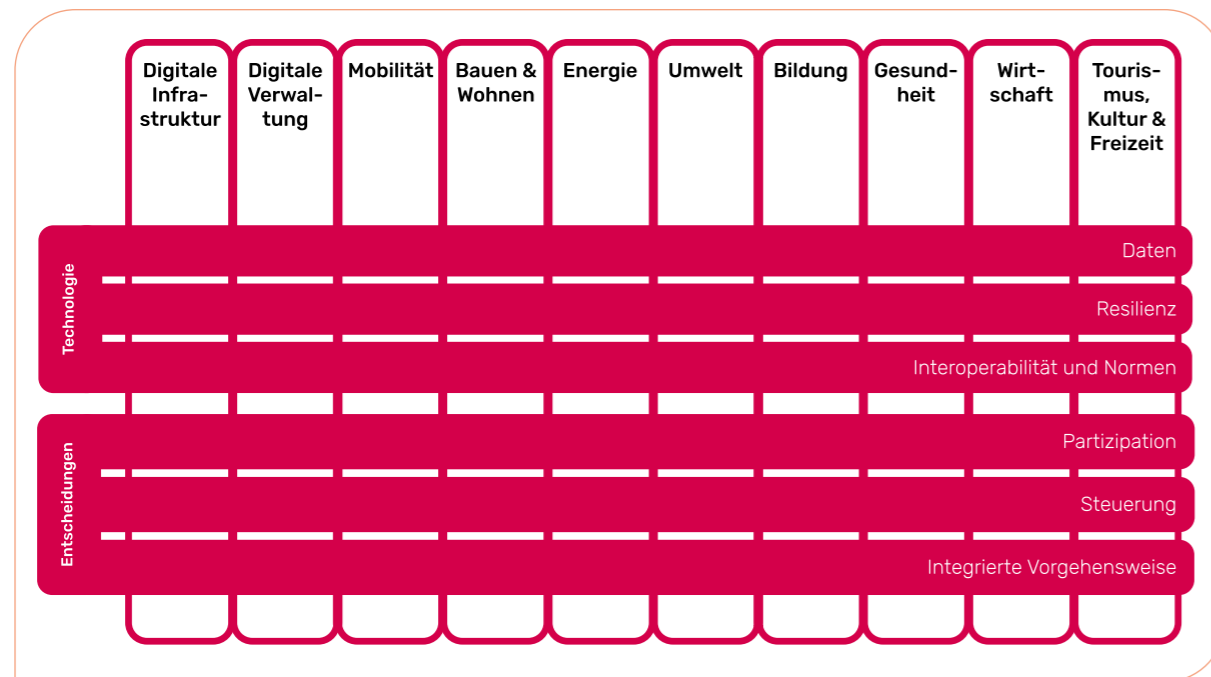 Digitale
Infra-
struktur
Digitale
Verwal-
tung
Mobilität
Bauen &
Wohnen
Energie
Umwelt
Bildung
Gesund-
heit
Wirt-
schaft
Touris-
mus,
Kultur &
Freizeit
Technologie
Daten
Resilienz
Interoperabilität und Normen
Entscheidungen
Partizipation
Steuerung
Integrierte Vorgehensweise